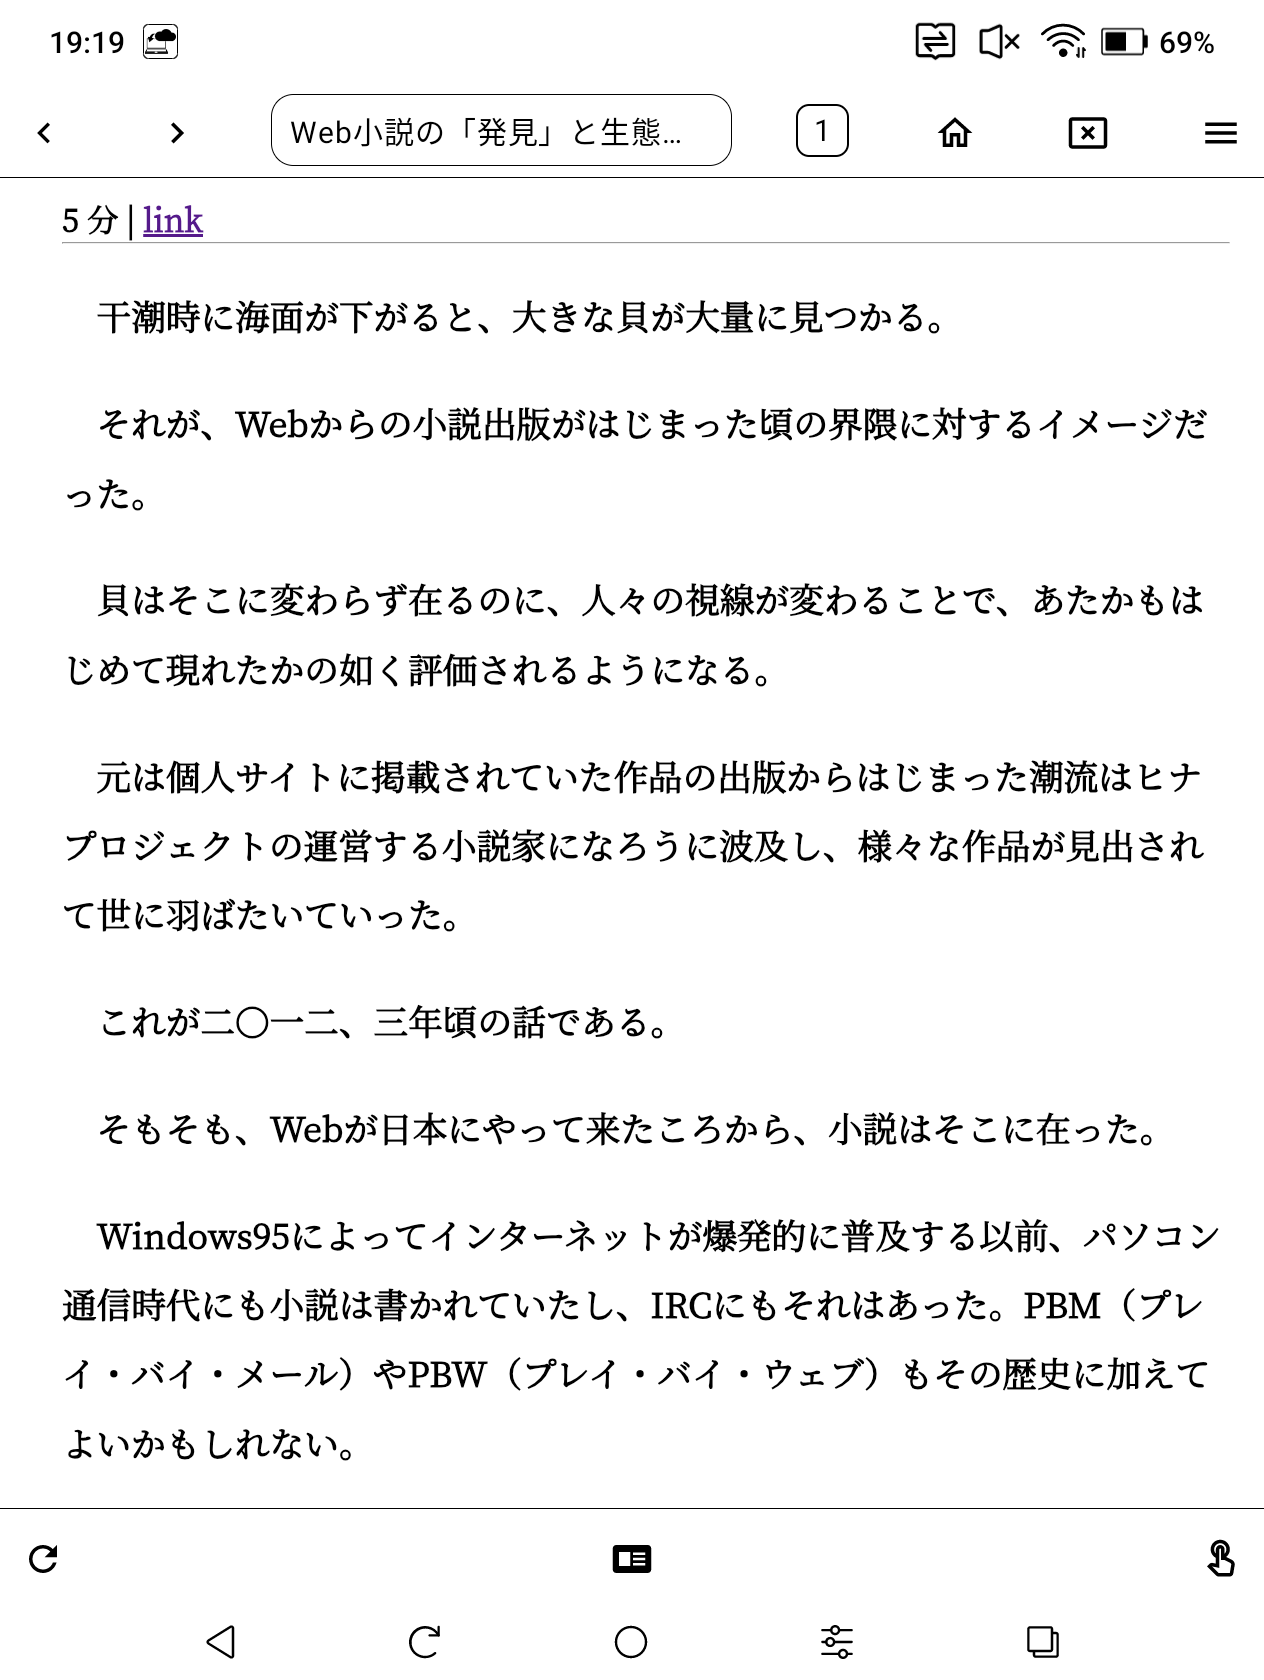 19:19
69%
Web小説の「発見」と生態...
1
5 分 | link
干潮時に海面が下がると、大きな貝が大量に見つかる。
それが、Webからの小説出版がはじまった頃の界隈に対するイメージだ
った。
貝はそこに変わらず在るのに、人々の視線が変わることで、あたかもは
じめて現れたかの如く評価されるようになる。
元は個人サイトに掲載されていた作品の出版からはじまった潮流はヒナ
プロジェクトの運営する小説家になろうに波及し、様々な作品が見出され
て世に羽ばたいていった。
これが二〇一二、三年頃の話である。
そもそも、Webが日本にやって来たころから、小説はそこに在った。
Windows95によってインターネットが爆発的に普及する以前、パソコン
通信時代にも小説は書かれていたし、IRCにもそれはあった。PBM（プレ
イ・バイ・メール）やPBW（プレイ・バイ・ウェブ）もその歴史に加えて
よいかもしれない。